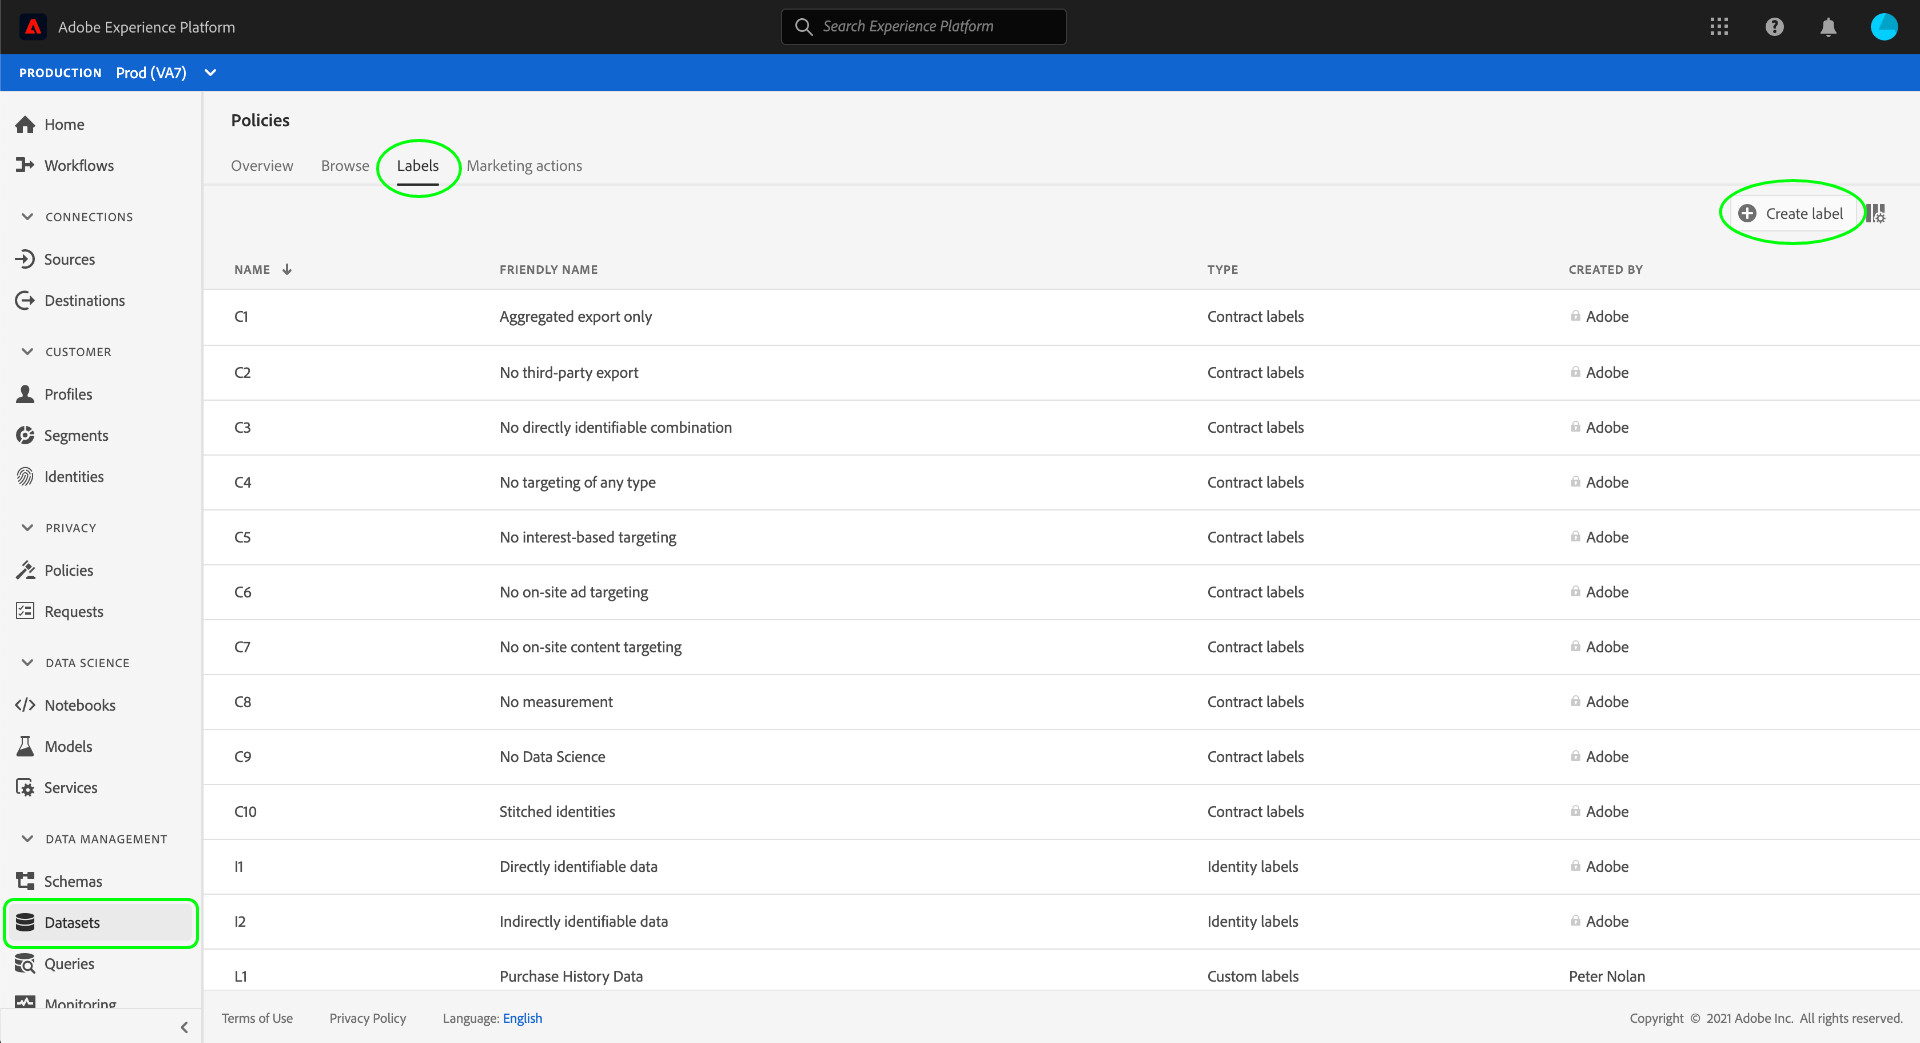 Adobe Experience Platform
Search Experience Platform
PRODUCTION Prod (VA7)
Home
Workflows
CONNECTIONS
Sources
Destinations
CUSTOMER
Profiles
Segments
Identities
PRIVACY
Policies
Requests
DATA SCIENCE
Notebooks
Models
Services
DATA MANAGEMENT
Schemas
Datasets
Queries
Monitoring
Policies
Overview Browse Labels Marketing actions
Create label
NAME FRIENDLY NAME TYPE CREATED BY
C1 Aggregated export only Contract labels Adobe
C2 No third-party export Contract labels Adobe
C3 No directly identifiable combination Contract labels Adobe
C4 No targeting of any type Contract labels Adobe
C5 No interest-based targeting Contract labels Adobe
C6 No on-site ad targeting Contract labels Adobe
C7 No on-site content targeting Contract labels Adobe
C8 No measurement Contract labels Adobe
C9 No Data Science Contract labels Adobe
C10 Stitched identities Contract labels Adobe
I1 Directly identifiable data Identity labels Adobe
I2 Indirectly identifiable data Identity labels Adobe
L1 Purchase History Data Custom labels Peter Nolan
Terms of Use Privacy Policy Language: English Copyright © 2021 Adobe Inc. All rights reserved.